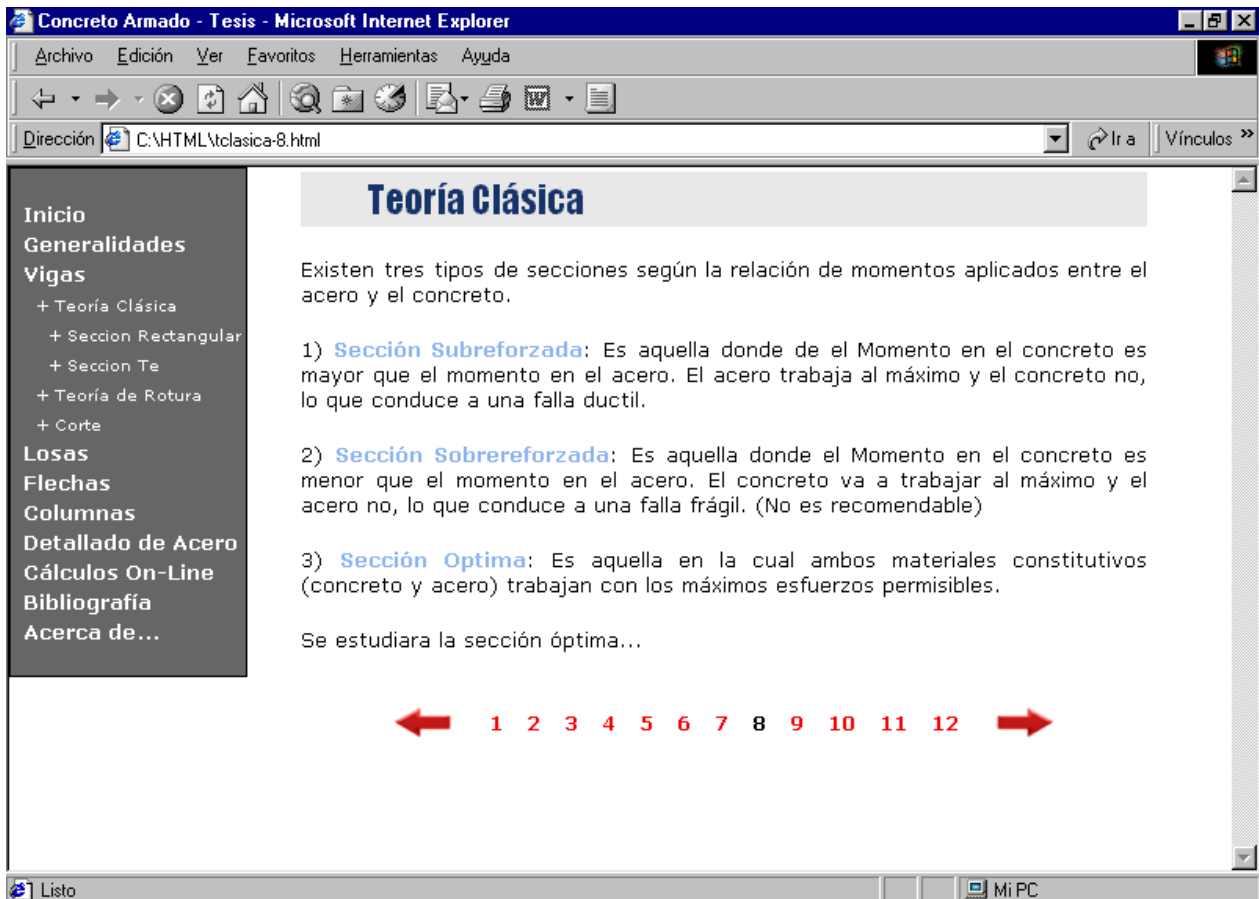 Concreto Armado - Tesis - Microsoft Internet Explorer
Archivo Edición Ver Favoritos Herramientas Ayuda
Dirección C:\HTML\tclasica-8.html Ir a Vínculos »
Inicio
Generalidades
Vigas
+ Teoría Clásica
+ Seccion Rectangular
+ Seccion Te
+ Teoría de Rotura
+ Corte
Losas
Flechas
Columnas
Detallado de Acero
Cálculos On-Line
Bibliografía
Acerca de...
Teoría Clásica
Existen tres tipos de secciones según la relación de momentos aplicados entre el
acero y el concreto.
1) Sección Subreforzada: Es aquella donde de el Momento en el concreto es
mayor que el momento en el acero. El acero trabaja al máximo y el concreto no,
lo que conduce a una falla ductil.
2) Sección Sobrereforzada: Es aquella donde el Momento en el concreto es
menor que el momento en el acero. El concreto va a trabajar al máximo y el
acero no, lo que conduce a una falla frágil. (No es recomendable)
3) Sección Optima: Es aquella en la cual ambos materiales constitutivos
(concreto y acero) trabajan con los máximos esfuerzos permisibles.
Se estudiara la sección óptima...
1 2 3 4 5 6 7 8 9 10 11 12
Listo Mi PC